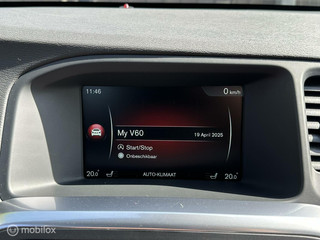 11:46 0 km/h
My V60 19 April 2025
Start/Stop
Onbeschikbaar
20.0° AUTO-KLIMAAT 20.0°
© mobilox